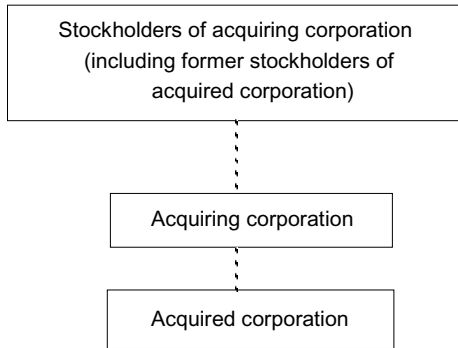 Stockholders of acquiring corporation
(including former stockholders of
acquired corporation)
Acquiring corporation
Acquired corporation